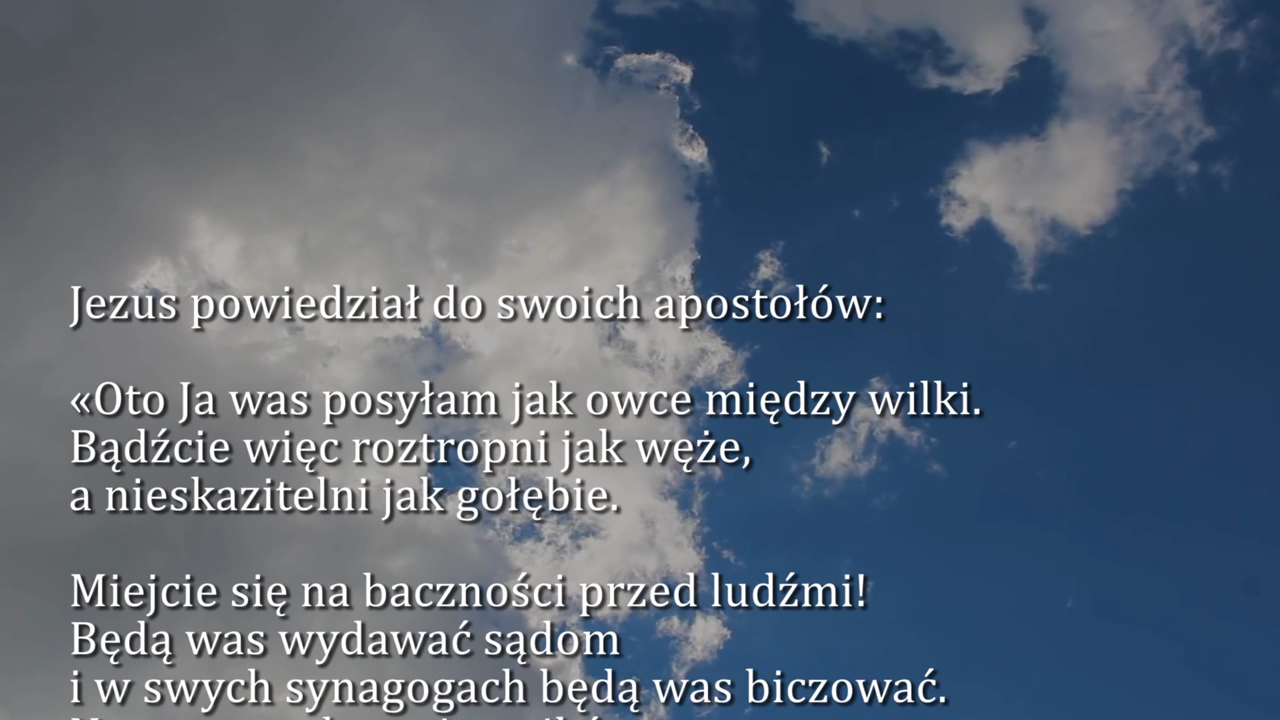 Jezus powiedział do swoich apostołów:
«Oto Ja was posyłam jak owce między wilki.
Bądźcie więc roztropni jak węże,
a nieskazitelni jak gołębie.
Miejcie się na baczności przed ludźmi!
Będą was wydawać sądom
i w swych synagogach będą was biczować.